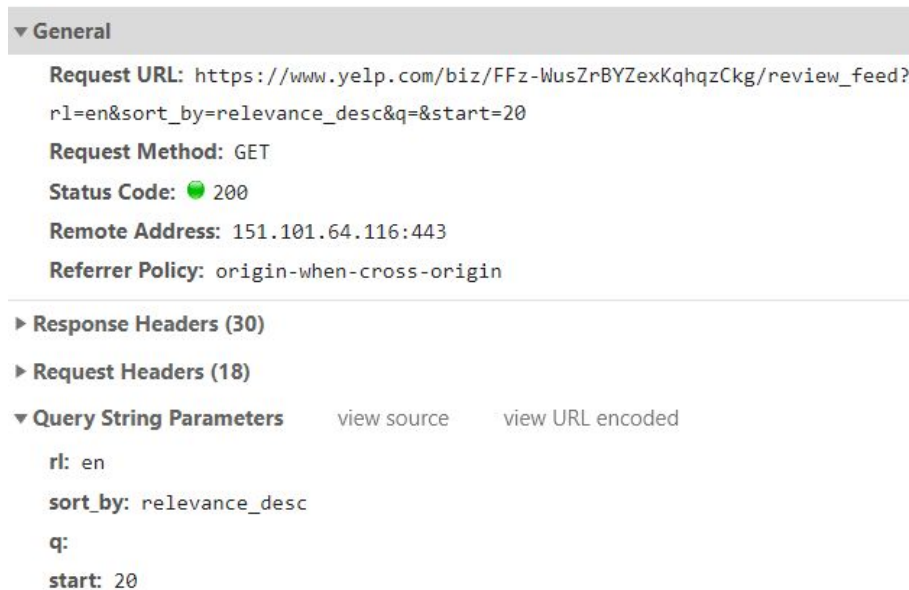 General
Request URL: https://www.yelp.com/biz/FFz-WusZrBYZexKqhqzCkg/review_feed?
rl=en&sort_by=relevance_desc&q=&start=20
Request Method: GET
Status Code: 200
Remote Address: 151.101.64.116:443
Referrer Policy: origin-when-cross-origin
Response Headers (30)
Request Headers (18)
Query String Parameters view source view URL encoded
rl: en
sort_by: relevance_desc
q:
start: 20